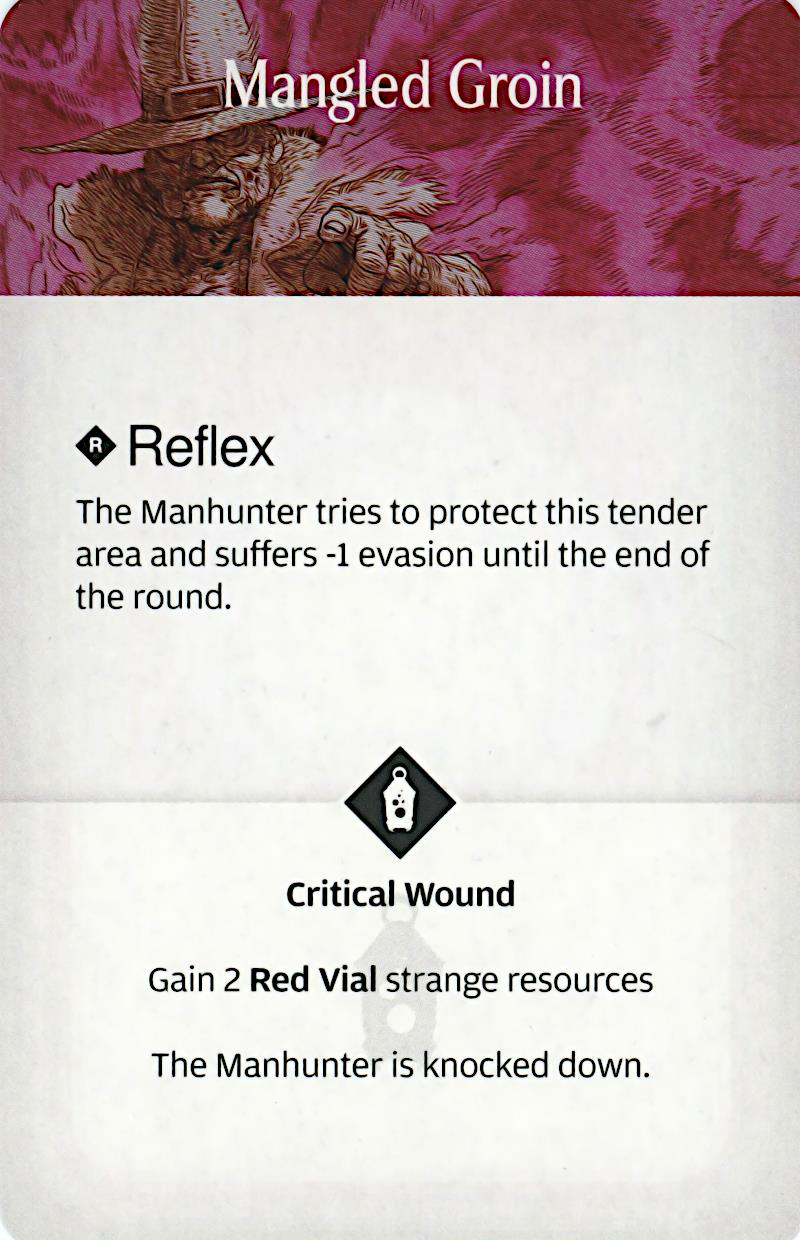 Mangled Groin
R Reflex
The Manhunter tries to protect this tender
area and suffers -1 evasion until the end of
the round.
Critical Wound
Gain 2 Red Vial strange resources
The Manhunter is knocked down.